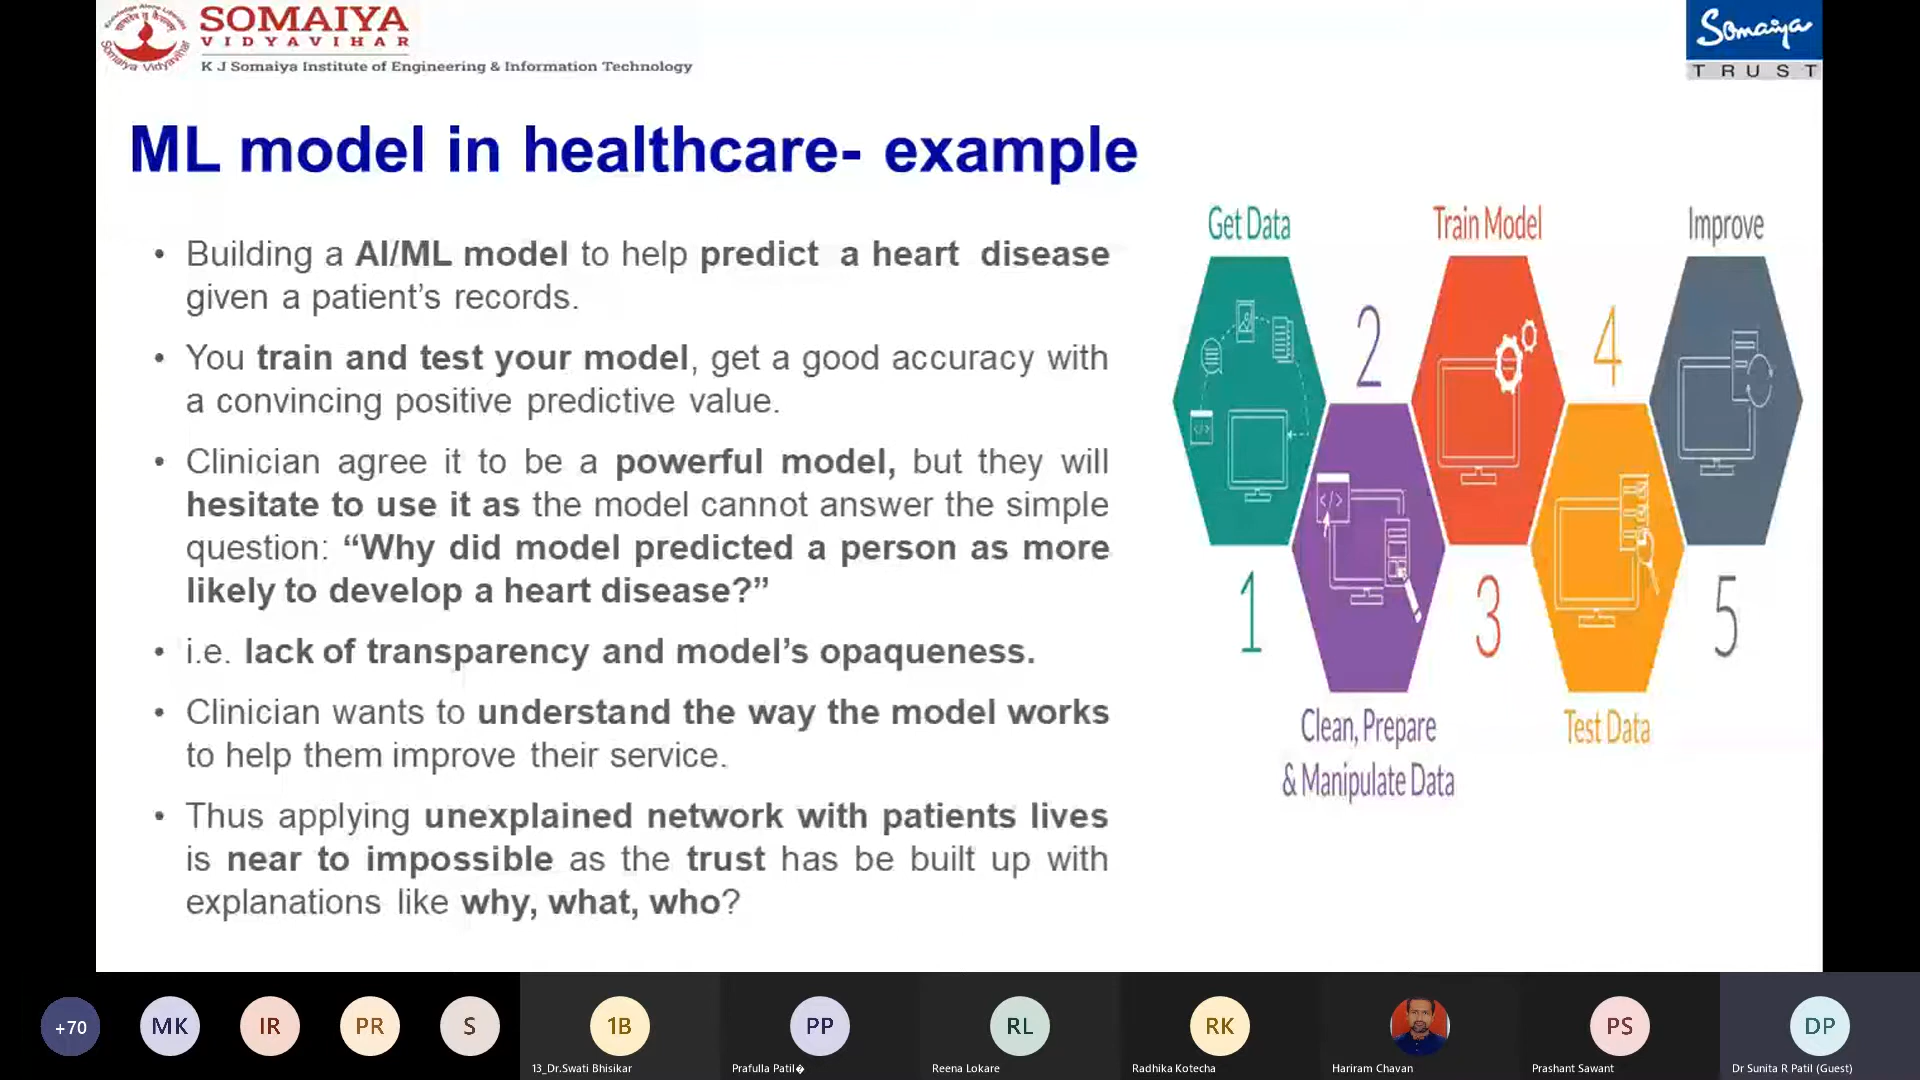 SOMAIYA
VIDYAVIHAR
K J Somaiya Institute of Engineering & Information Technology
Somaiya
TRUST
ML model in healthcare- example
• Building a AI/ML model to help predict a heart disease
given a patient’s records.
• You train and test your model, get a good accuracy with
a convincing positive predictive value.
• Clinician agree it to be a powerful model, but they will
hesitate to use it as the model cannot answer the simple
question: “Why did model predicted a person as more
likely to develop a heart disease?”
• i.e. lack of transparency and model’s opaqueness.
• Clinician wants to understand the way the model works
to help them improve their service.
• Thus applying unexplained network with patients lives
is near to impossible as the trust has be built up with
explanations like why, what, who?
Get Data
Train Model
Improve
2
4
</>
</>
1
3
5
Clean, Prepare
& Manipulate Data
Test Data
+70
MK
IR
PR
S
1B
PP
RL
RK
PS
DP
13_Dr.Swati Bhisikar
Prafulla Patil�
Reena Lokare
Radhika Kotecha
Hariram Chavan
Prashant Sawant
Dr Sunita R Patil (Guest)